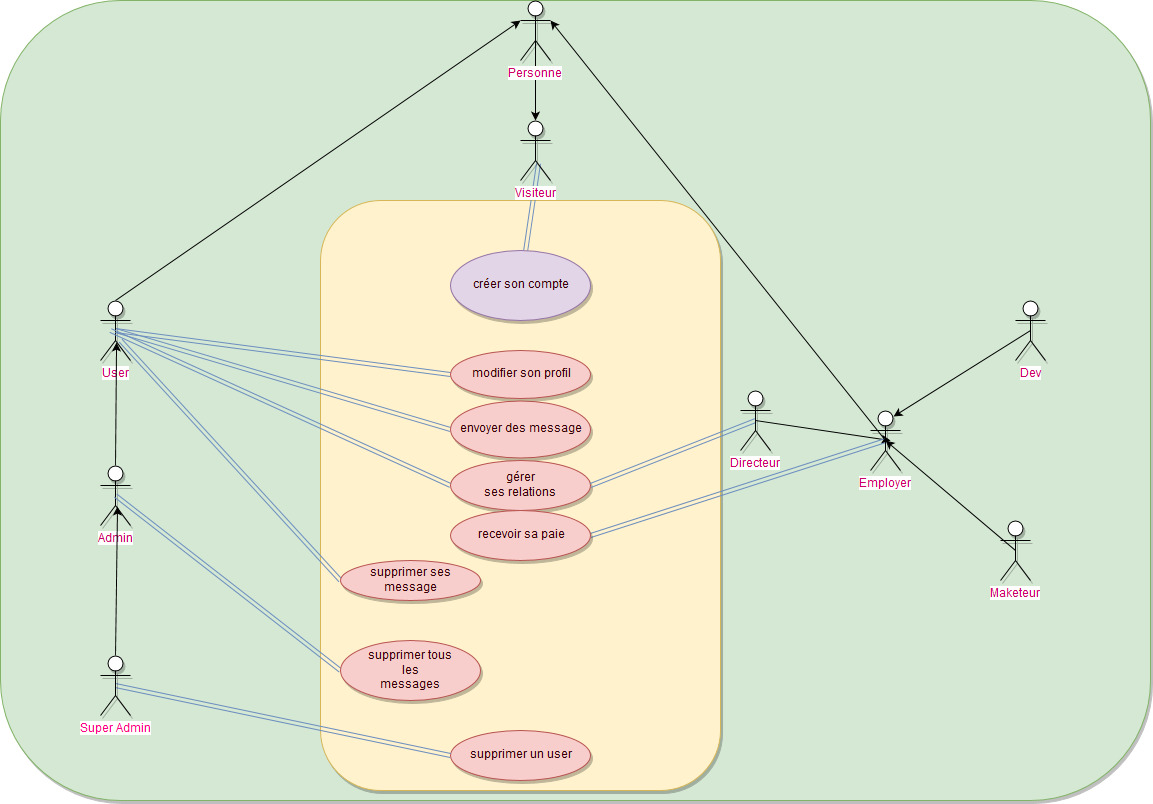 Personne
Visiteur
créer son compte
User
modifier son profil
Dev
envoyer des message
Directeur
gérer
ses relations
Employer
recevoir sa paie
Admin
supprimer ses
message
Maketeur
supprimer tous
les
messages
Super Admin
supprimer un user